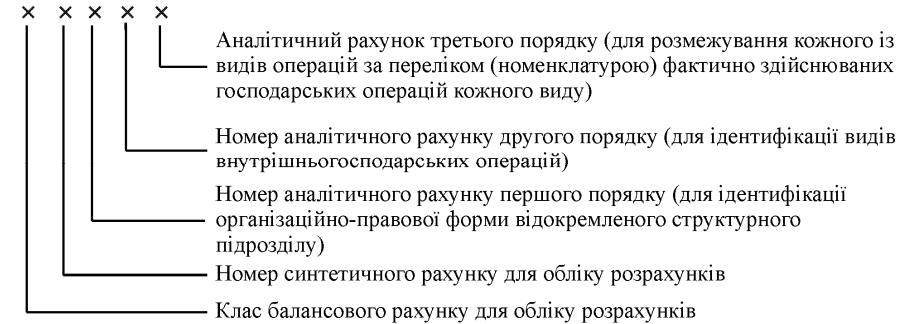 × × × × ×
Аналітичний рахунок третього порядку (для розмежування кожного із
видів операцій за переліком (номенклатурою) фактично здійснюваних
господарських операцій кожного виду)
Номер аналітичного рахунку другого порядку (для ідентифікації видів
внутрішньогосподарських операцій)
Номер аналітичного рахунку першого порядку (для ідентифікації
організаційно-правової форми відокремленого структурного
підрозділу)
Номер синтетичного рахунку для обліку розрахунків
Клас балансового рахунку для обліку розрахунків